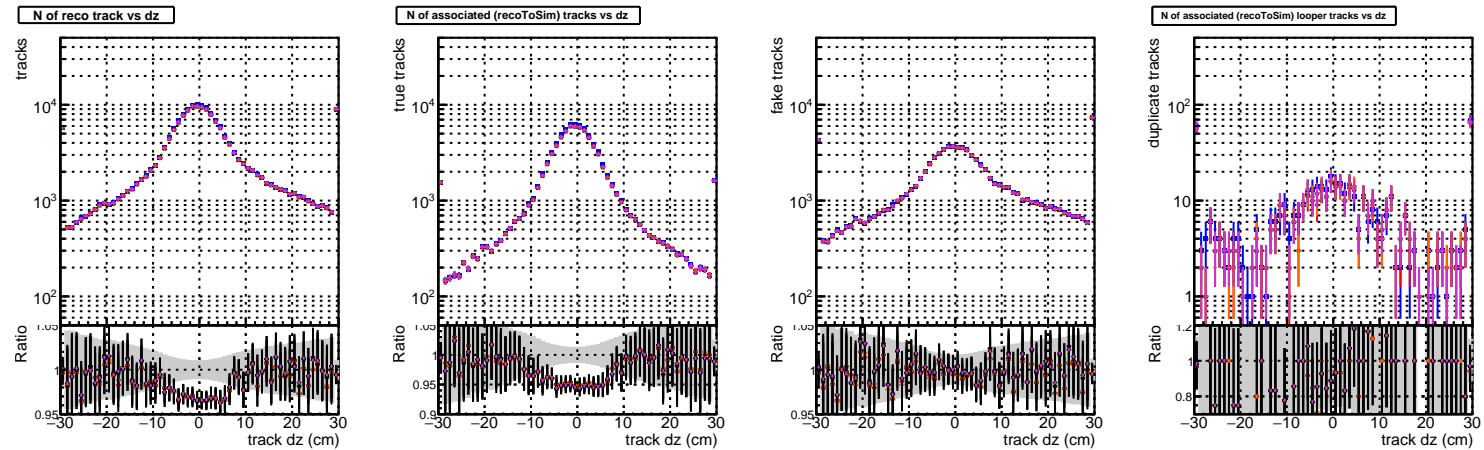 N of reco track vs dz
tracks
10⁴
10³
10²
Ratio
1.05
1
0.95
−30 −20 −10 0 10 20 30
track dz (cm)
N of associated (recoToSim) tracks vs dz
true tracks
10⁴
10³
10²
Ratio
1.05
1
0.95
0.9
−30 −20 −10 0 10 20 30
track dz (cm)
fake tracks
10⁴
10³
10²
Ratio
1.05
1
0.95
−30 −20 −10 0 10 20 30
track dz (cm)
N of associated (recoToSim) looper tracks vs dz
duplicate tracks
10²
10
1
Ratio
1.2
1
0.8
−30 −20 −10 0 10 20 30
track dz (cm)